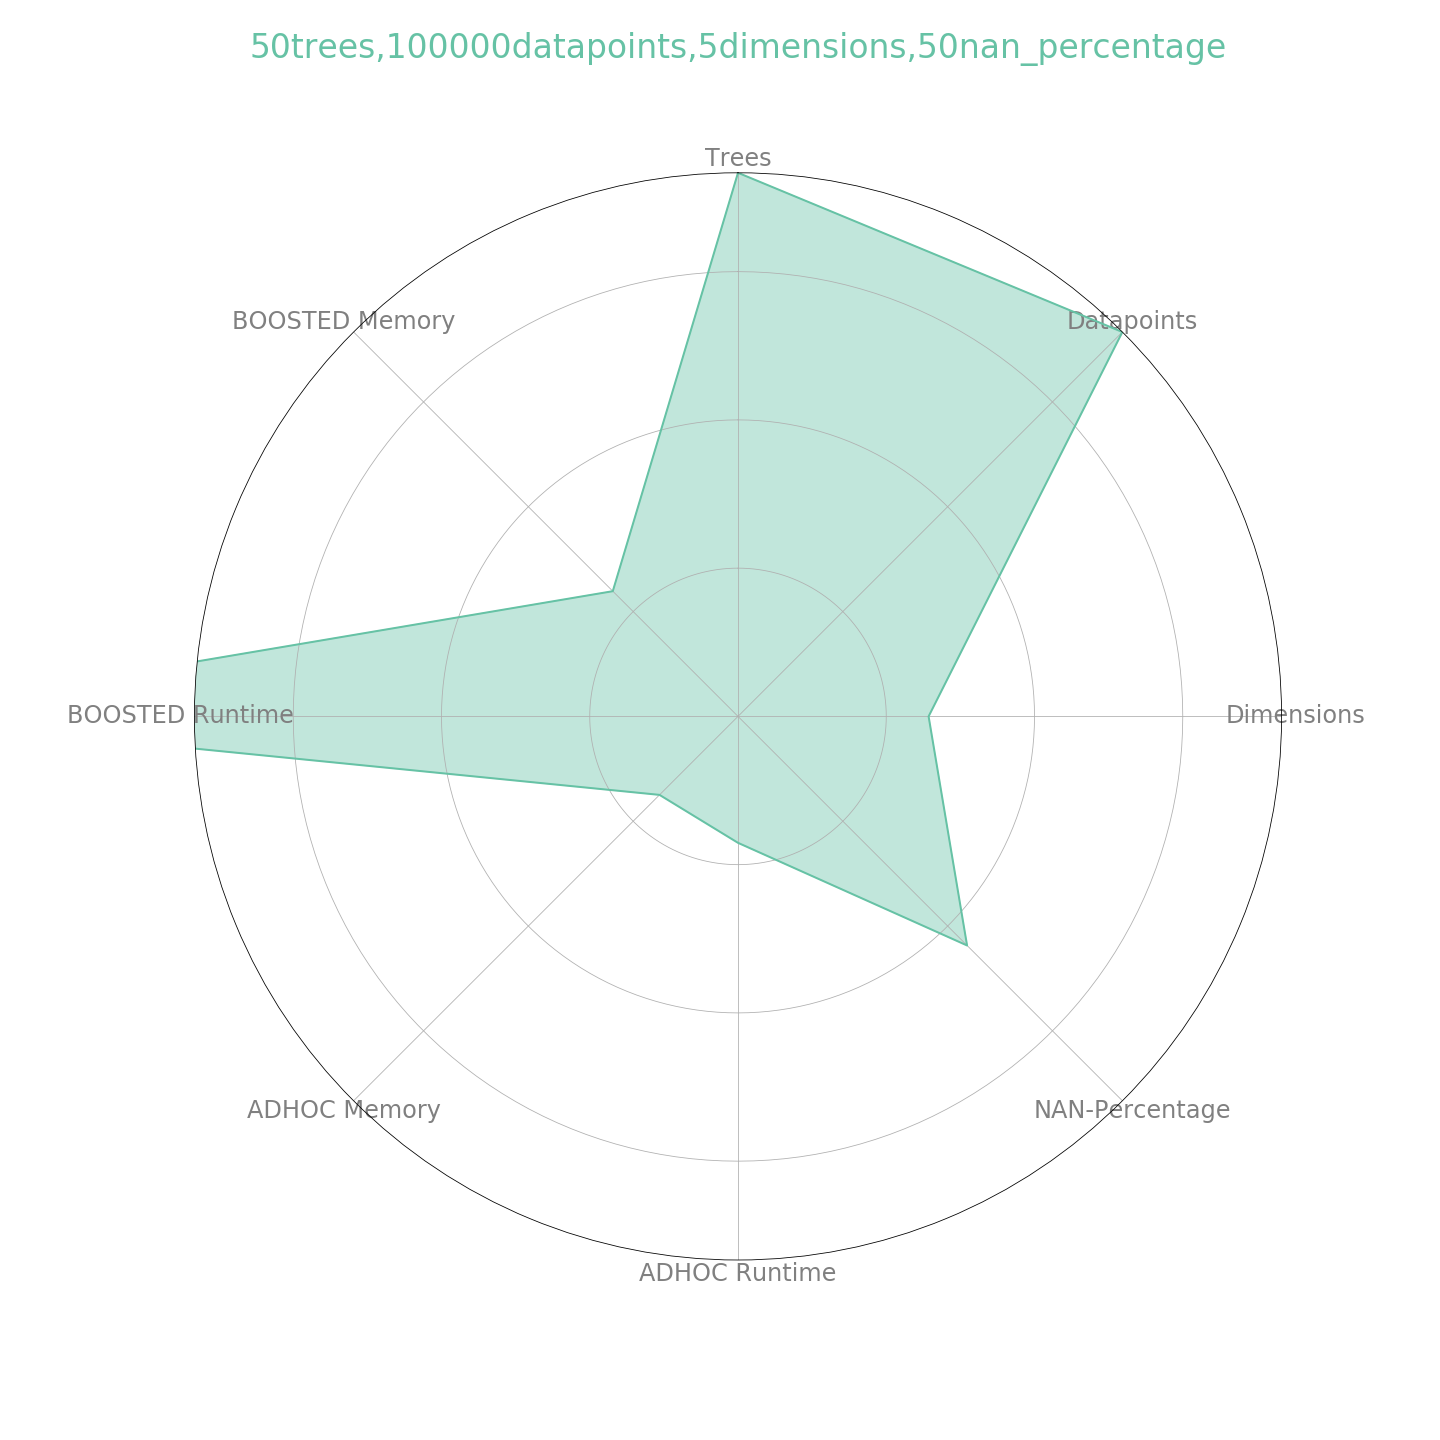 50trees,100000datapoints,5dimensions,50nan_percentage
Trees
BOOSTED Memory
Datapoints
BOOSTED Runtime
Dimensions
ADHOC Memory
NAN-Percentage
ADHOC Runtime